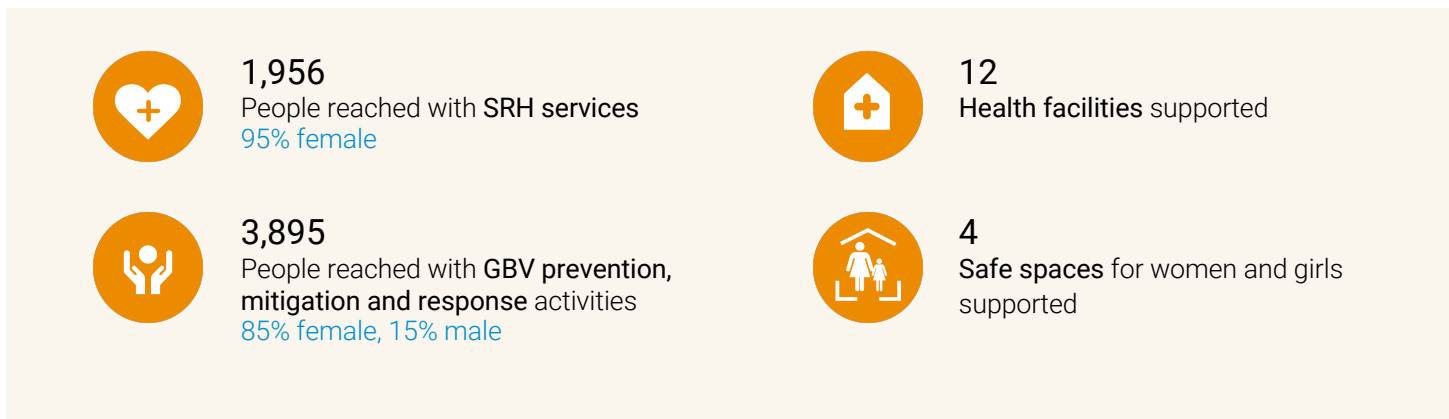 1,956
People reached with SRH services
95% female
12
Health facilities supported
3,895
People reached with GBV prevention,
mitigation and response activities
85% female, 15% male
4
Safe spaces for women and girls
supported